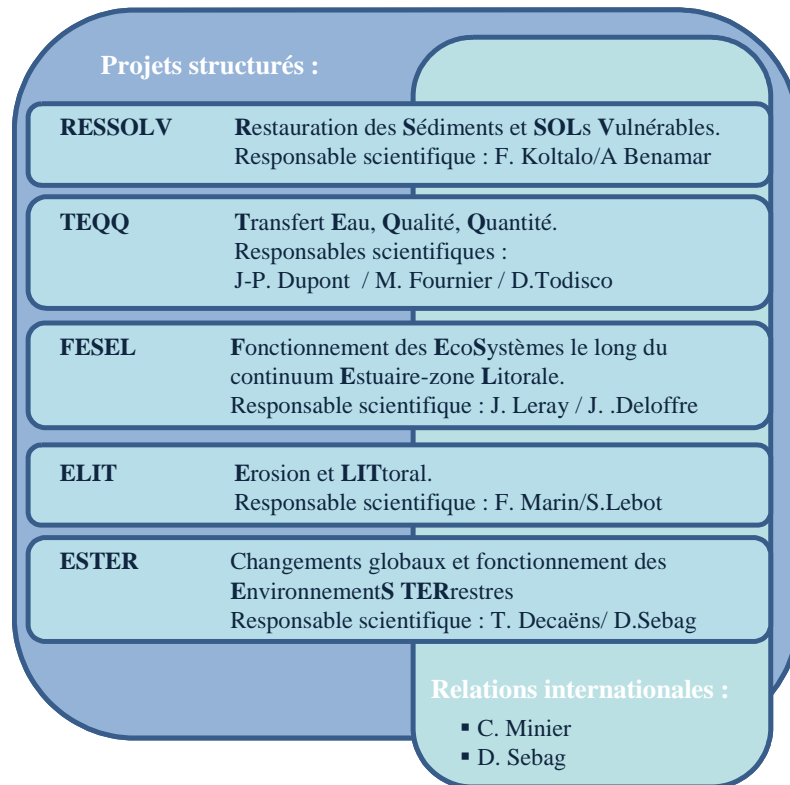 Projets structurés :
RESSOLV Restauration des Sédiments et SOLs Vulnérables.
Responsable scientifique : F. Koltalo/A Benamar
TEQQ Transfert Eau, Qualité, Quantité.
Responsables scientifiques :
J-P. Dupont / M. Fournier / D.Todisco
FESEL Fonctionnement des EcoSystèmes le long du
continuum Estuaire-zone Litorale.
Responsable scientifique : J. Leray / J. .Deloffre
ELIT Erosion et LITtoral.
Responsable scientifique : F. Marin/S.Lebot
ESTER Changements globaux et fonctionnement des
EnvironnementS TERrestres
Responsable scientifique : T. Decaëns/ D.Sebag
Relations internationales :
▪ C. Minier
▪ D. Sebag